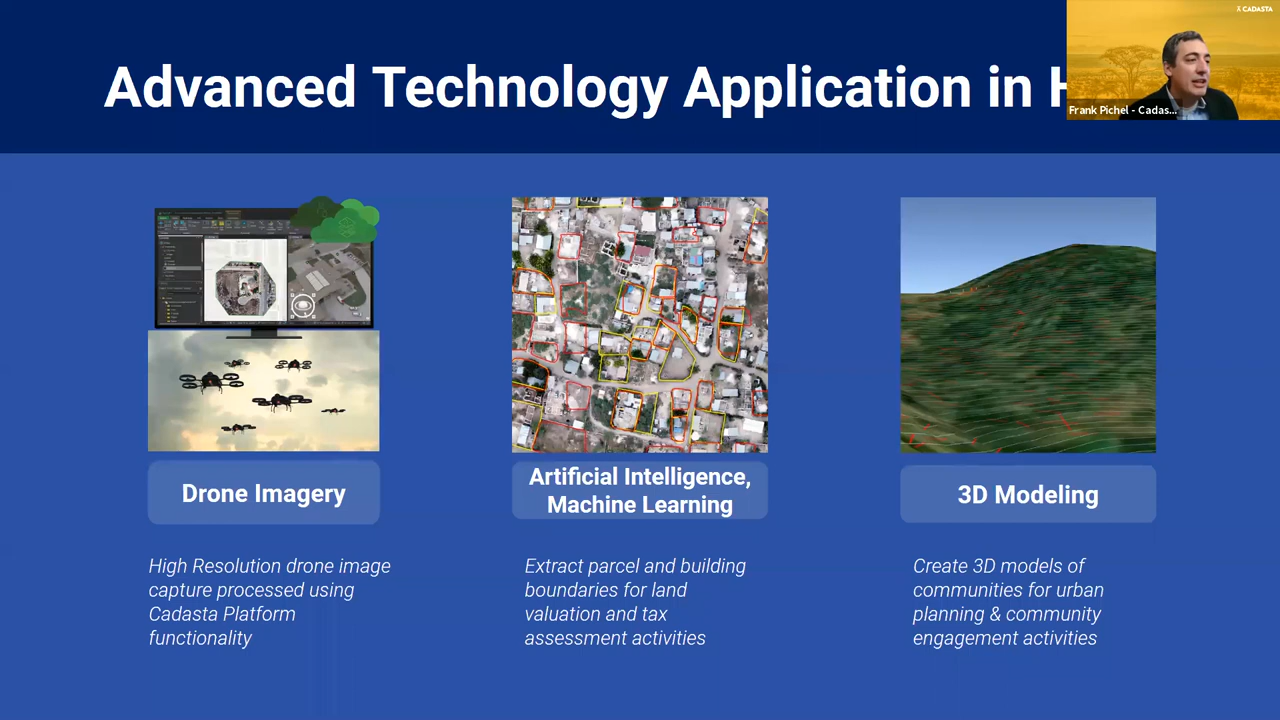 CADASTA
Advanced Technology Application in H
Frank Pichel - Cadas...
Drone Imagery
Artificial Intelligence,
Machine Learning
3D Modeling
High Resolution drone image
capture processed using
Cadasta Platform
functionality
Extract parcel and building
boundaries for land
valuation and tax
assessment activities
Create 3D models of
communities for urban
planning & community
engagement activities